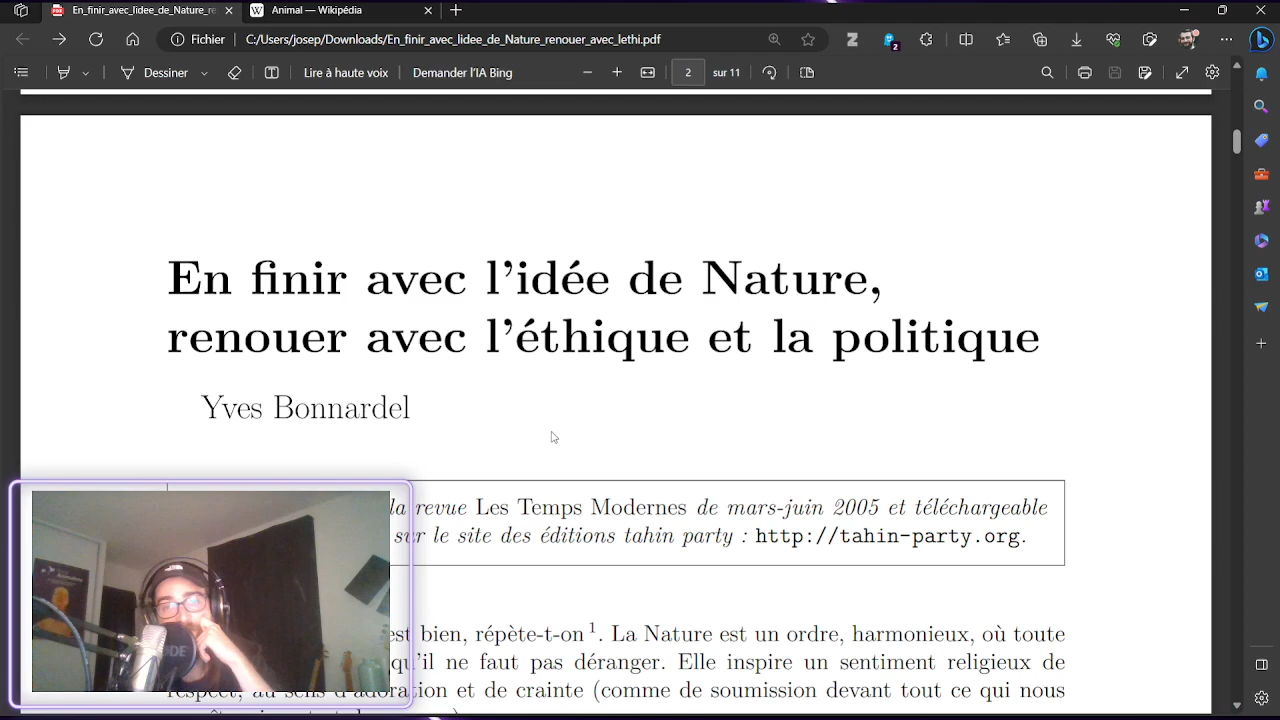 En_finir_avec_lidee_de_Nature_re
Animal — Wikipédia
Fichier
C:/Users/josep/Downloads/En_finir_avec_lidee_de_Nature_renouer_avec_lethi.pdf
2
Dessiner
Lire à haute voix
Demander l'IA Bing
2
sur 11
En finir avec l'idée de Nature,
renouer avec l'éthique et la politique
Yves Bonnardel
la revue Les Temps Modernes de mars-juin 2005 et téléchargeable
sur le site des éditions tahin party : http://tahin-party.org.
est bien, répète-t-on 1. La Nature est un ordre, harmonieux, où toute
qu'il ne faut pas déranger. Elle inspire un sentiment religieux de
respect, au sens d'adoration et de crainte (comme de soumission devant tout ce qui nous